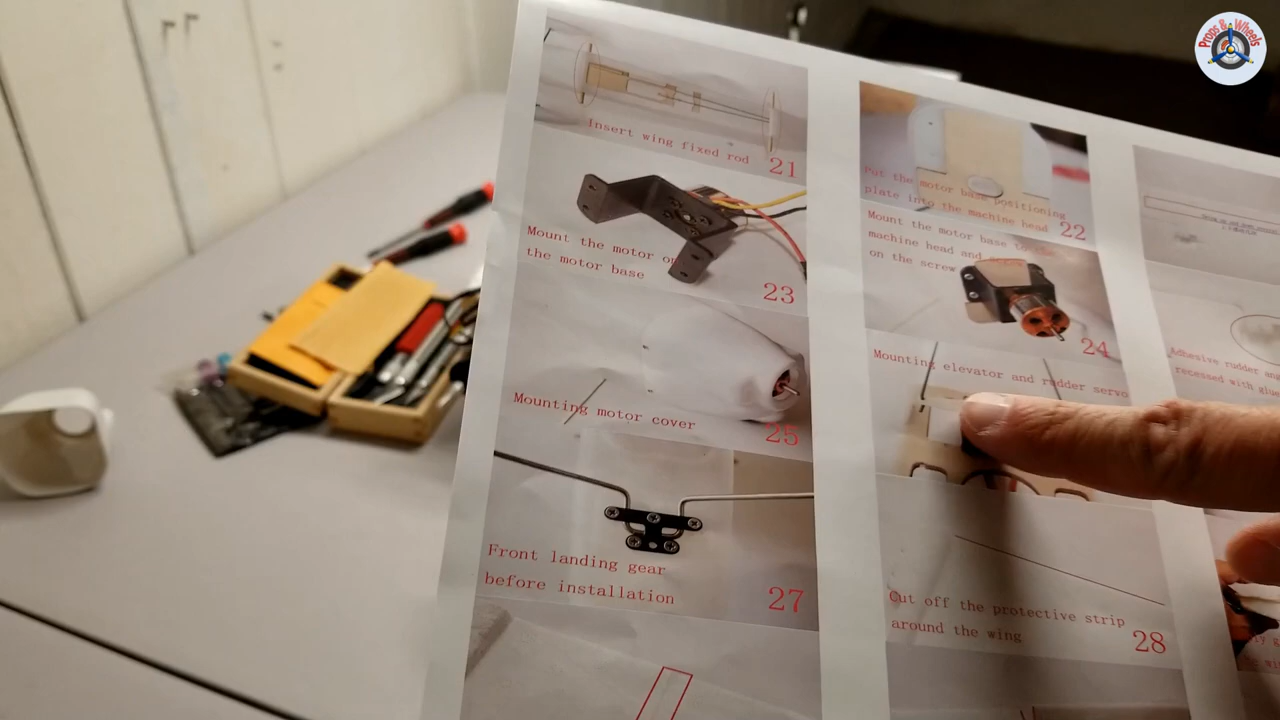 Props & Wheels
Insert wing fixed rod 21
Put the motor base positioning
plate into the machine head 22
Mount the motor on
the motor base
23
Mount the motor base to the
machine head and
on the screw
24
Mounting motor cover
25
Mounting elevator and rudder servo
Front landing gear
before installation 27
Cut off the protective strip
around the wing 28
Adhesive rudder
recessed with glu